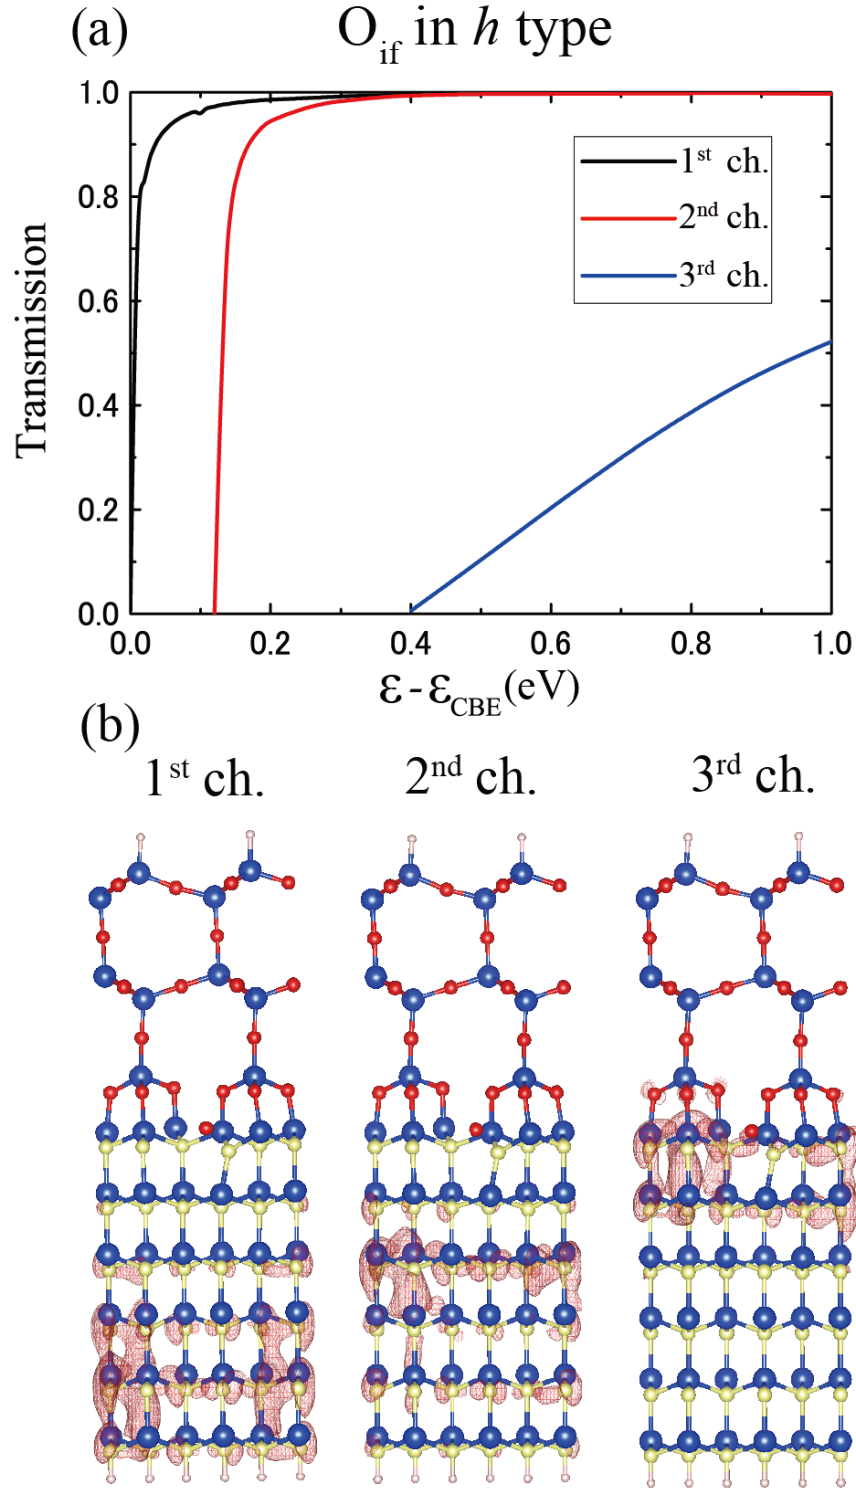 (a) O_if in h type
1.0
0.8
0.6
0.4
0.2
0.0
Transmission
1st ch.
2nd ch.
3rd ch.
0.0 0.2 0.4 0.6 0.8 1.0
ε - ε_CBE (eV)
(b)
1st ch. 2nd ch. 3rd ch.